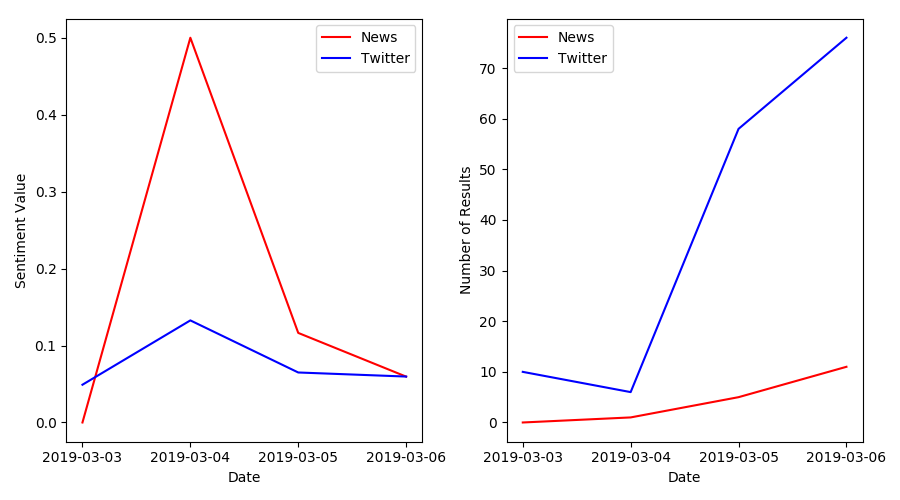 News
Twitter
0.5
0.4
0.3
0.2
0.1
0.0
Sentiment Value
2019-03-03 2019-03-04 2019-03-05 2019-03-06
Date
News
Twitter
70
60
50
40
30
20
10
0
Number of Results
2019-03-03 2019-03-04 2019-03-05 2019-03-06
Date